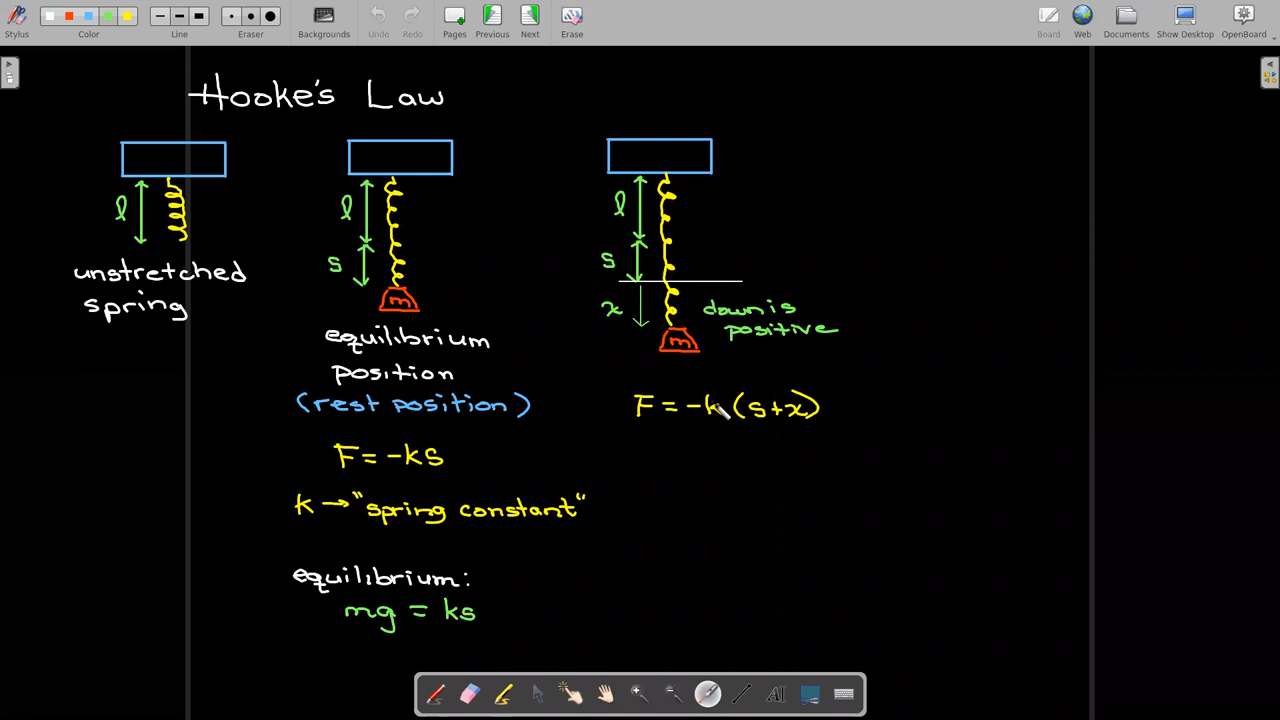 Stylus
Color
Line
Eraser
Backgrounds
Undo
Redo
Pages
Previous
Next
Erase
Board
Web
Documents
Show Desktop
OpenBoard
Hooke's Law
l
unstretched
spring
l
s
m
equilibrium
position
(rest position)
F = -ks
k → "spring constant"
equilibrium:
mg = ks
l
s
x
down is
positive
m
F = -k(s+x)
AI